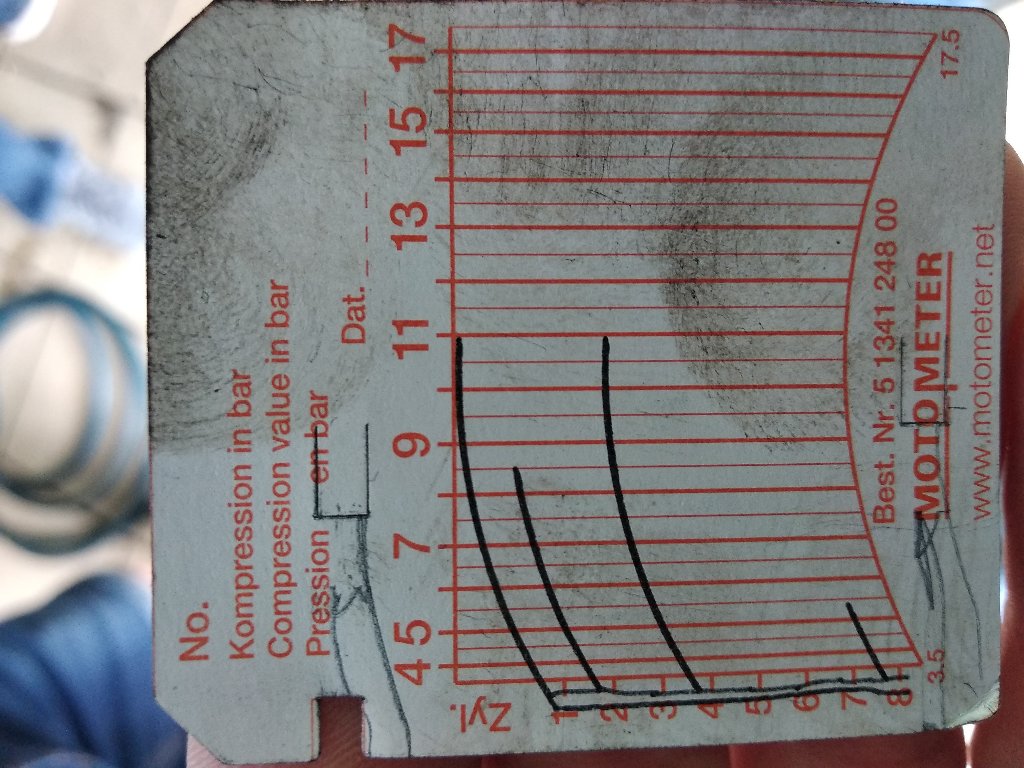 No.
Kompression in bar
Compression value in bar
Pression en bar
Dat.
4 5 7 9 11 13 15 17
Zyl.
1
2
3
4
5
6
7
8
3.5
17.5
Best. Nr. 5 1341 248 00
MOTOMETER
www.motometer.net